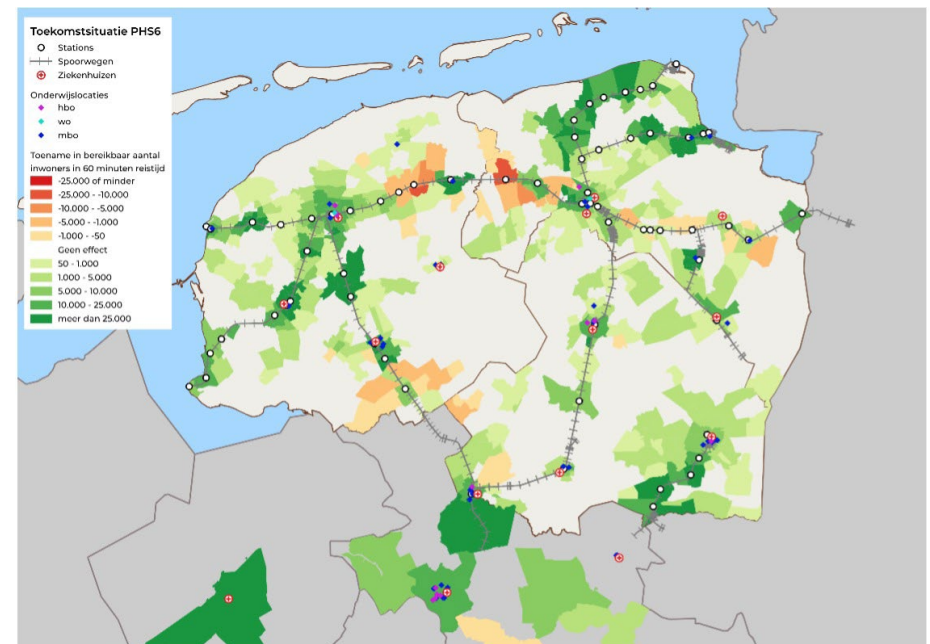 Toekomstsituatie PHS6
Stations
Spoorwegen
Ziekenhuizen
Onderwijslocaties
hbo
wo
mbo
Toename in bereikbaar aantal
inwoners in 60 minuten reistijd
-25.000 of minder
-25.000 - -10.000
-10.000 - -5.000
-5.000 - -1.000
-1.000 - -50
Geen effect
50 - 1.000
1.000 - 5.000
5.000 - 10.000
10.000 - 25.000
meer dan 25.000